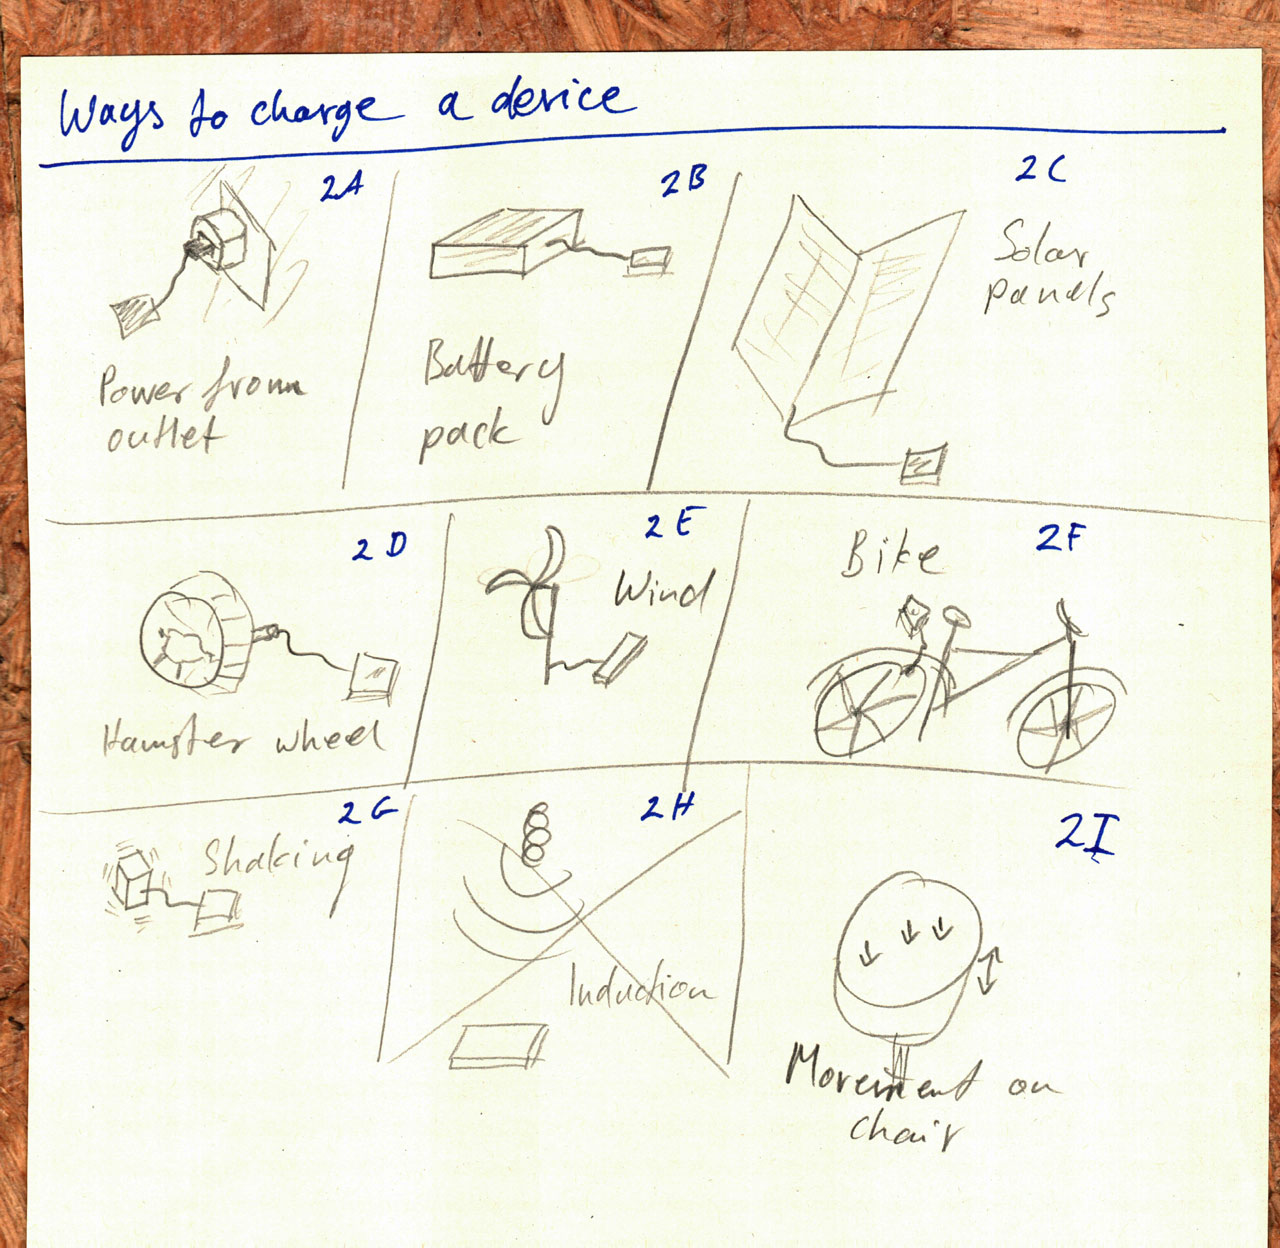 Ways to charge a device
2A
Power from
outlet
2B
Battery
pack
2C
Solar
panels
2D
Hamster wheel
2E
Wind
2F
Bike
2G
Shaking
2H
Induction
2I
Movement on
chair